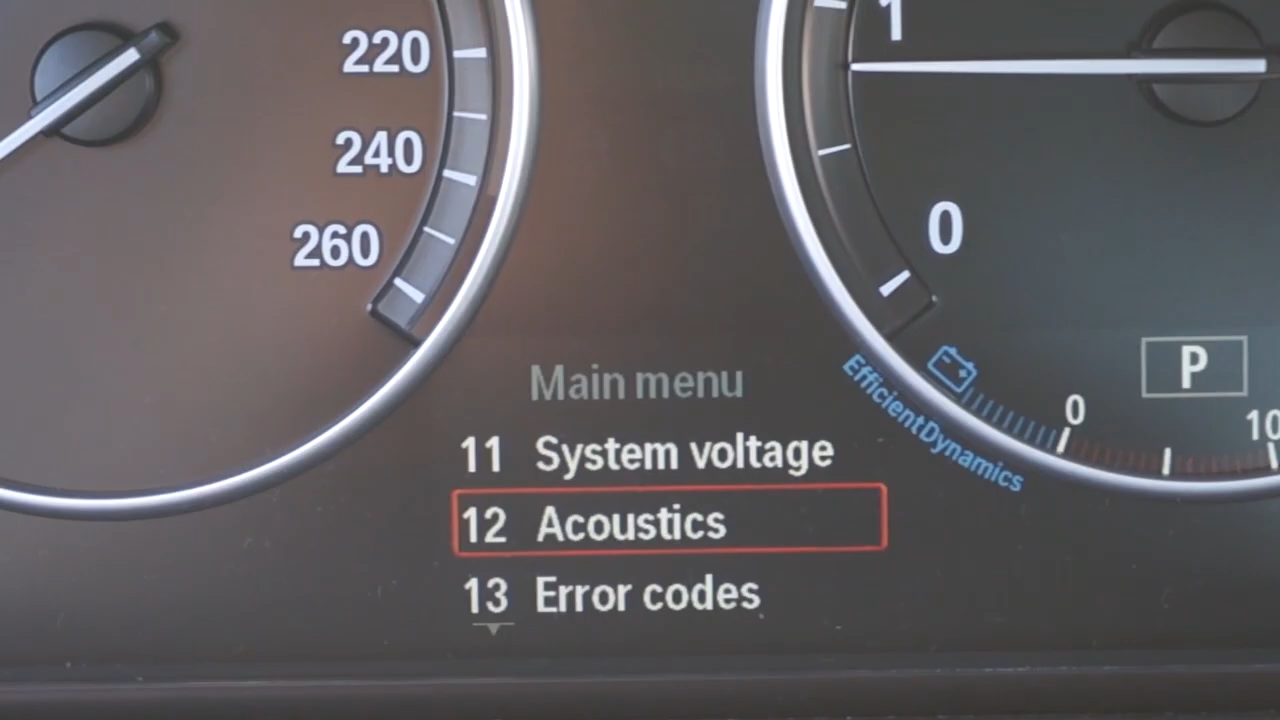 220
240
260
1
0
P
EfficientDynamics
0
10
Main menu
11 System voltage
12 Acoustics
13 Error codes